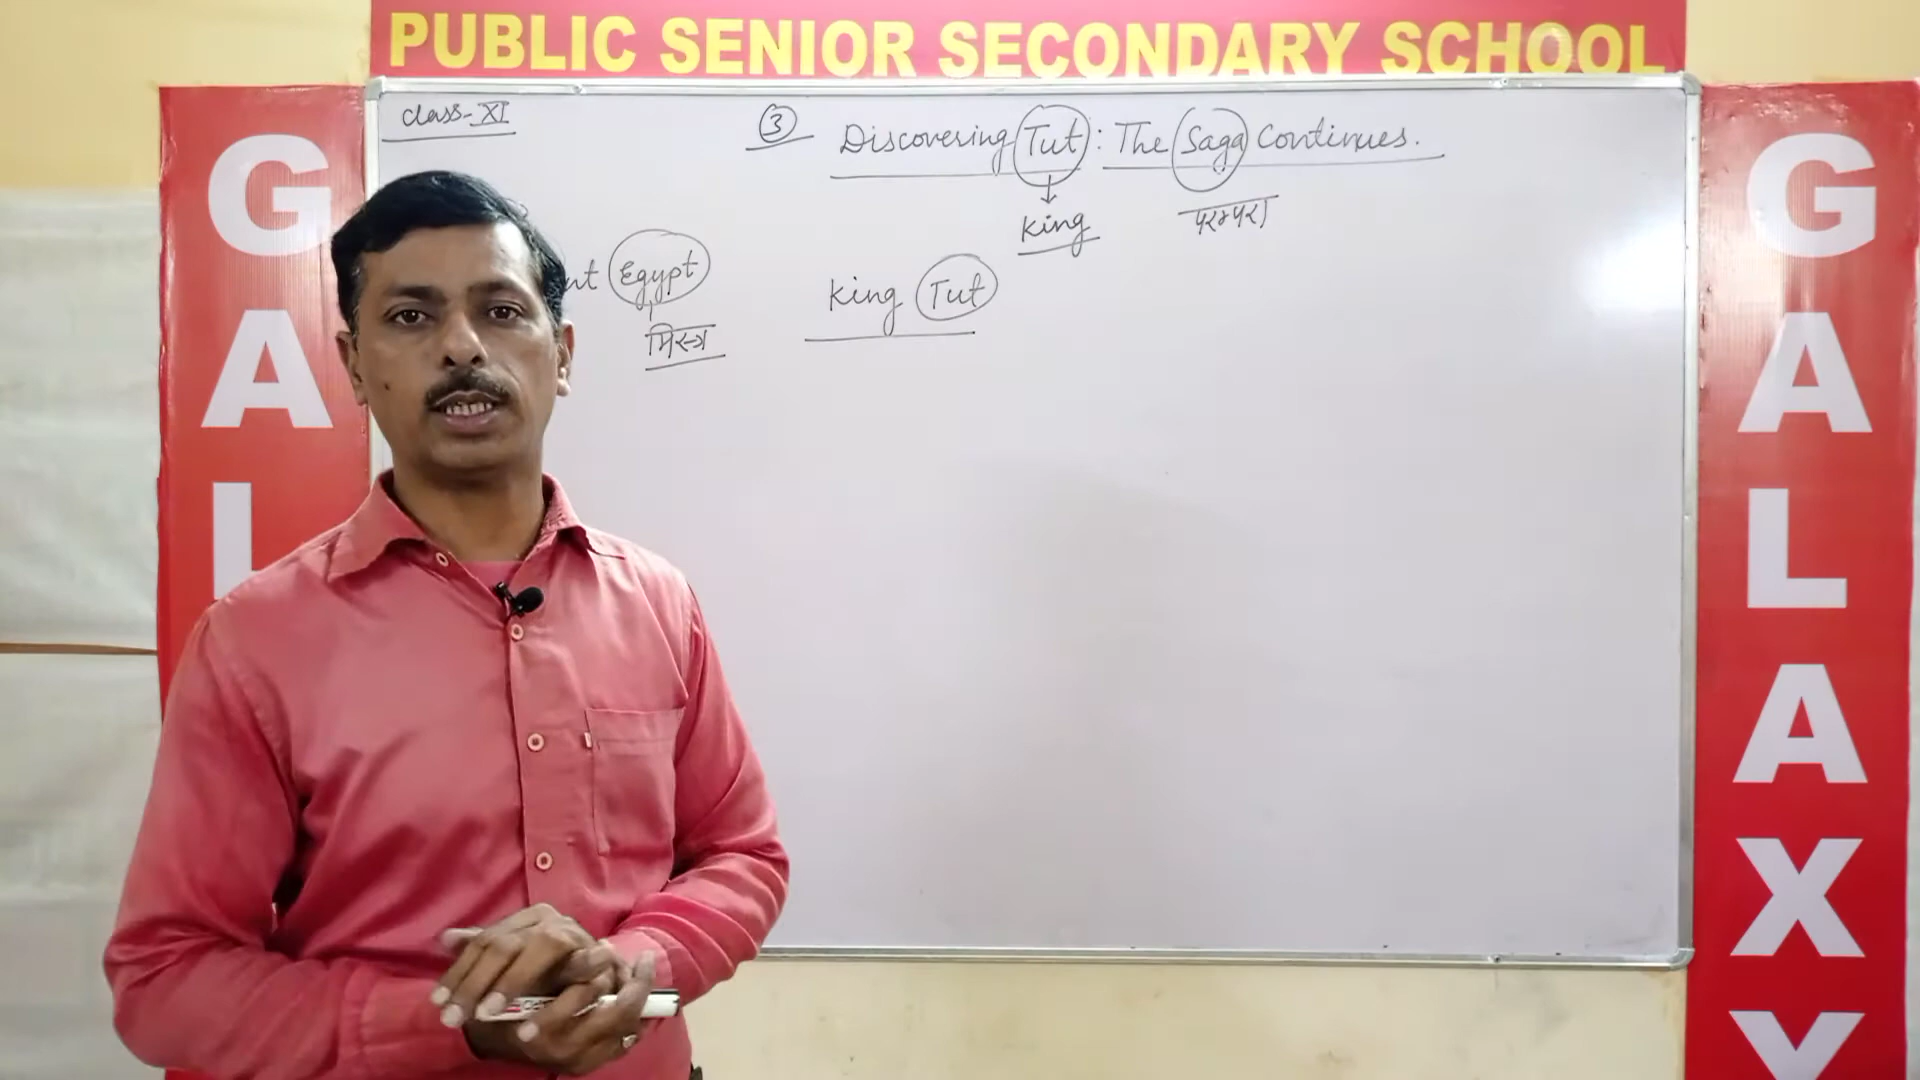 PUBLIC SENIOR SECONDARY SCHOOL
class-XI
③ Discovering Tut : The Saga Continues.
King
परम्परा
Egypt
King Tut
मिस्त्र
GAL
GALAXY